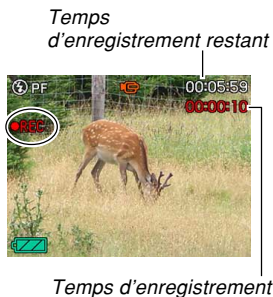 Temps
d'enregistrement restant
PF
00:05:59
00:00:10
REC
Temps d'enregistrement